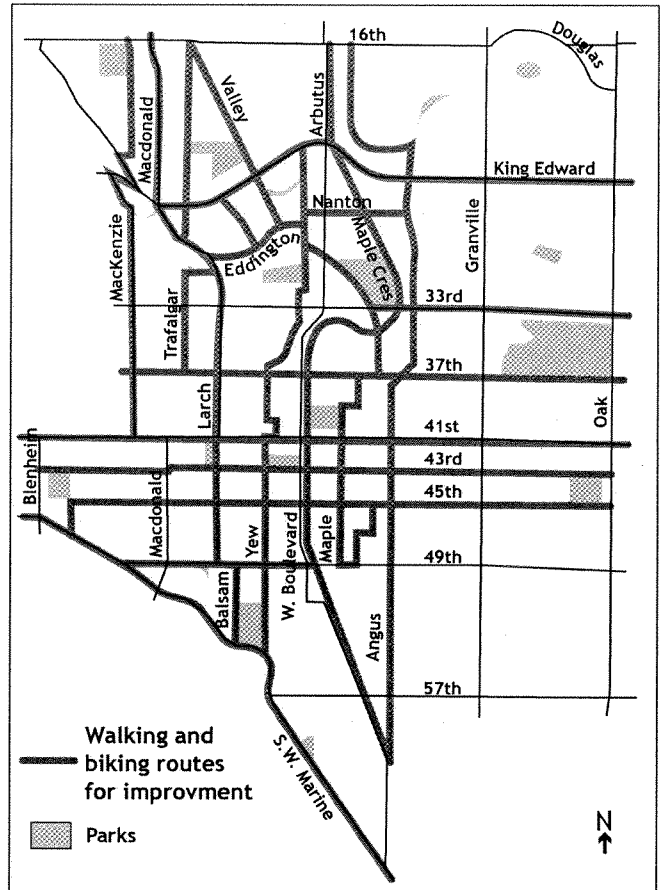 16th
Douglas
Valley
Arbutus
Macdonald
King Edward
Nanton
Maple Cres
Granville
Eddington
MacKenzie
33rd
Trafalgar
37th
Larch
Oak
41st
Blenheim
43rd
45th
Macdonald
Yew
W. Boulevard
Maple
49th
Balsam
Angus
57th
Walking and
biking routes
for improvment
S.W. Marine
Parks
N